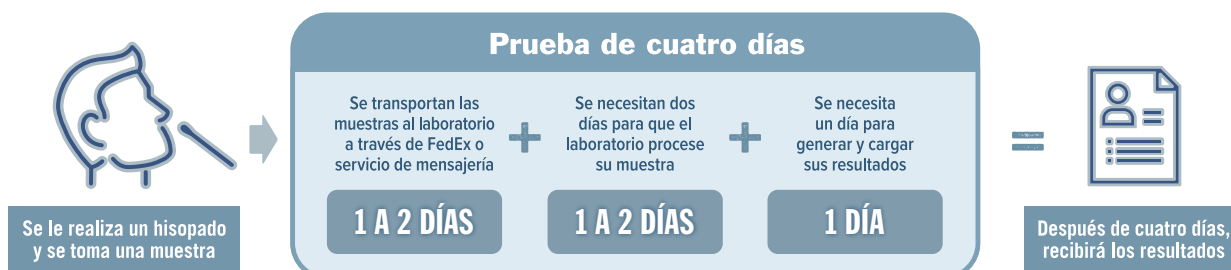 Prueba de cuatro días
Se le realiza un hisopado
y se toma una muestra
Se transportan las
muestras al laboratorio
a través de FedEx o
servicio de mensajería
1 A 2 DÍAS
+
Se necesitan dos
días para que el
laboratorio procese
su muestra
1 A 2 DÍAS
+
Se necesita
un día para
generar y cargar
sus resultados
1 DÍA
=
Después de cuatro días,
recibirá los resultados